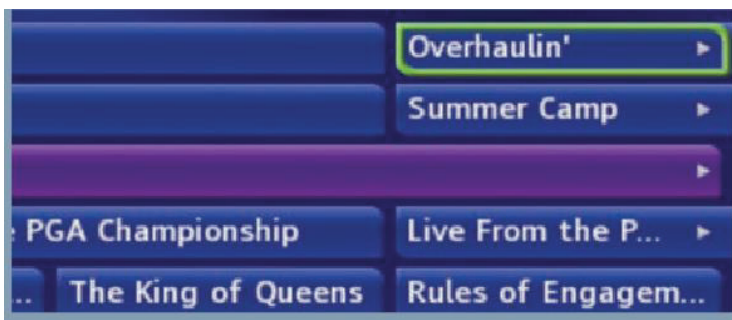 Overhaulin'
Summer Camp
PGA Championship
Live From the P...
... The King of Queens
Rules of Engagem...